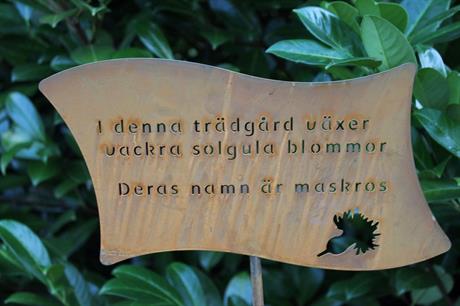 I denna trädgård växer
vackra solgula blommor
Deras namn är maskros